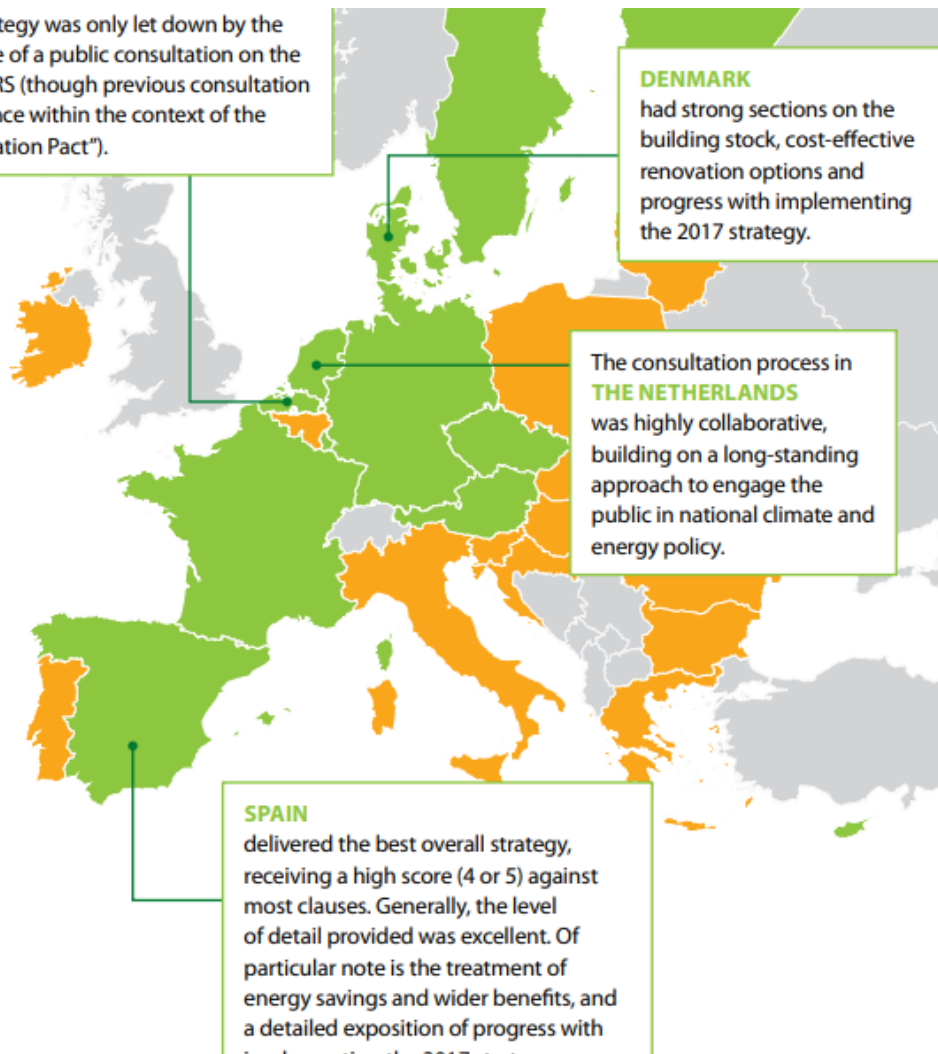 tegy was only let down by the
e of a public consultation on the
RS (though previous consultation
nce within the context of the
ation Pact").
DENMARK
had strong sections on the
building stock, cost-effective
renovation options and
progress with implementing
the 2017 strategy.
The consultation process in
THE NETHERLANDS
was highly collaborative,
building on a long-standing
approach to engage the
public in national climate and
energy policy.
SPAIN
delivered the best overall strategy,
receiving a high score (4 or 5) against
most clauses. Generally, the level
of detail provided was excellent. Of
particular note is the treatment of
energy savings and wider benefits, and
a detailed exposition of progress with